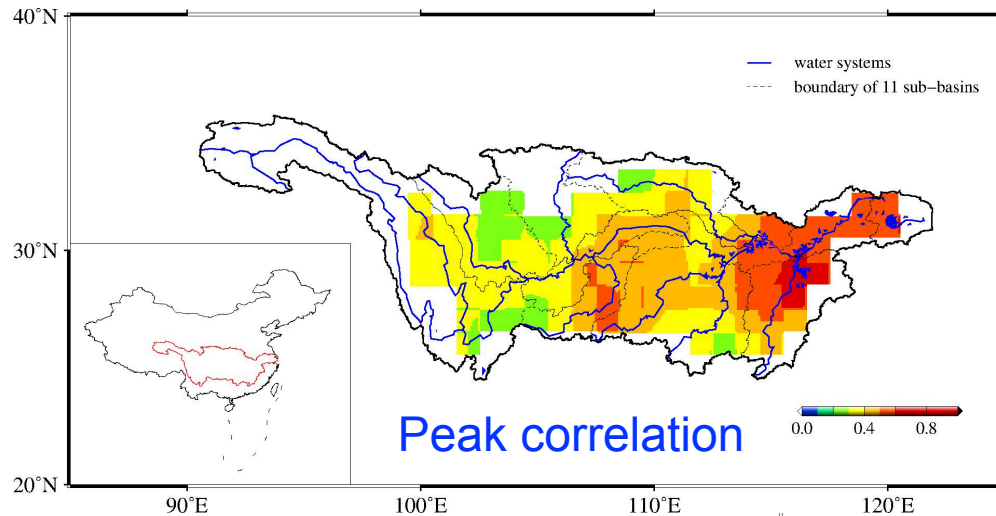 40°N
water systems
boundary of 11 sub-basins
30°N
Peak correlation
0.0 0.4 0.8
20°N
90°E 100°E 110°E 120°E